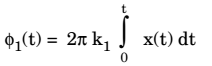 ϕ₁(t) = 2π k₁ ∫₀ᵗ x(t) dt